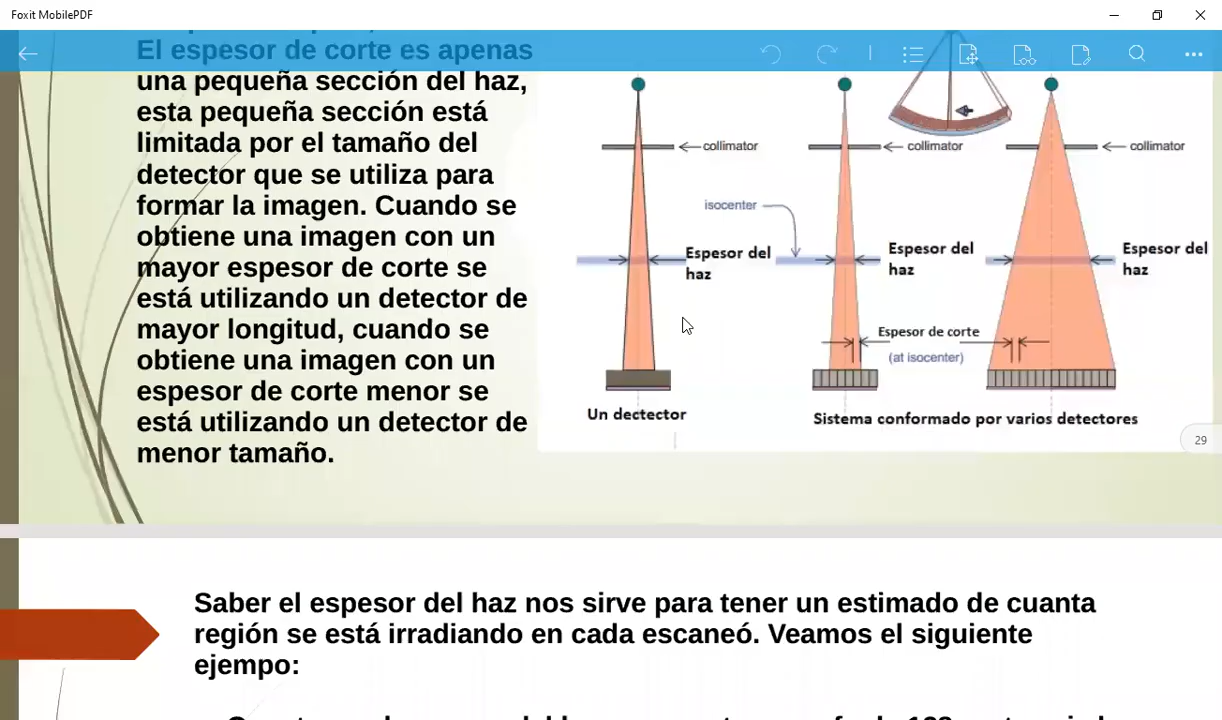 Foxit MobilePDF
El espesor de corte es apenas
una pequeña sección del haz,
esta pequeña sección está
limitada por el tamaño del
detector que se utiliza para
formar la imagen. Cuando se
obtiene una imagen con un
mayor espesor de corte se
está utilizando un detector de
mayor longitud, cuando se
obtiene una imagen con un
espesor de corte menor se
está utilizando un detector de
menor tamaño.
collimator
collimator
collimator
isocenter
Espesor del
haz
Espesor del
haz
Espesor del
haz
Espesor de corte
(at isocenter)
Un dectector
Sistema conformado por varios detectores
29
Saber el espesor del haz nos sirve para tener un estimado de cuanta
región se está irradiando en cada escaneó. Veamos el siguiente
ejempo: